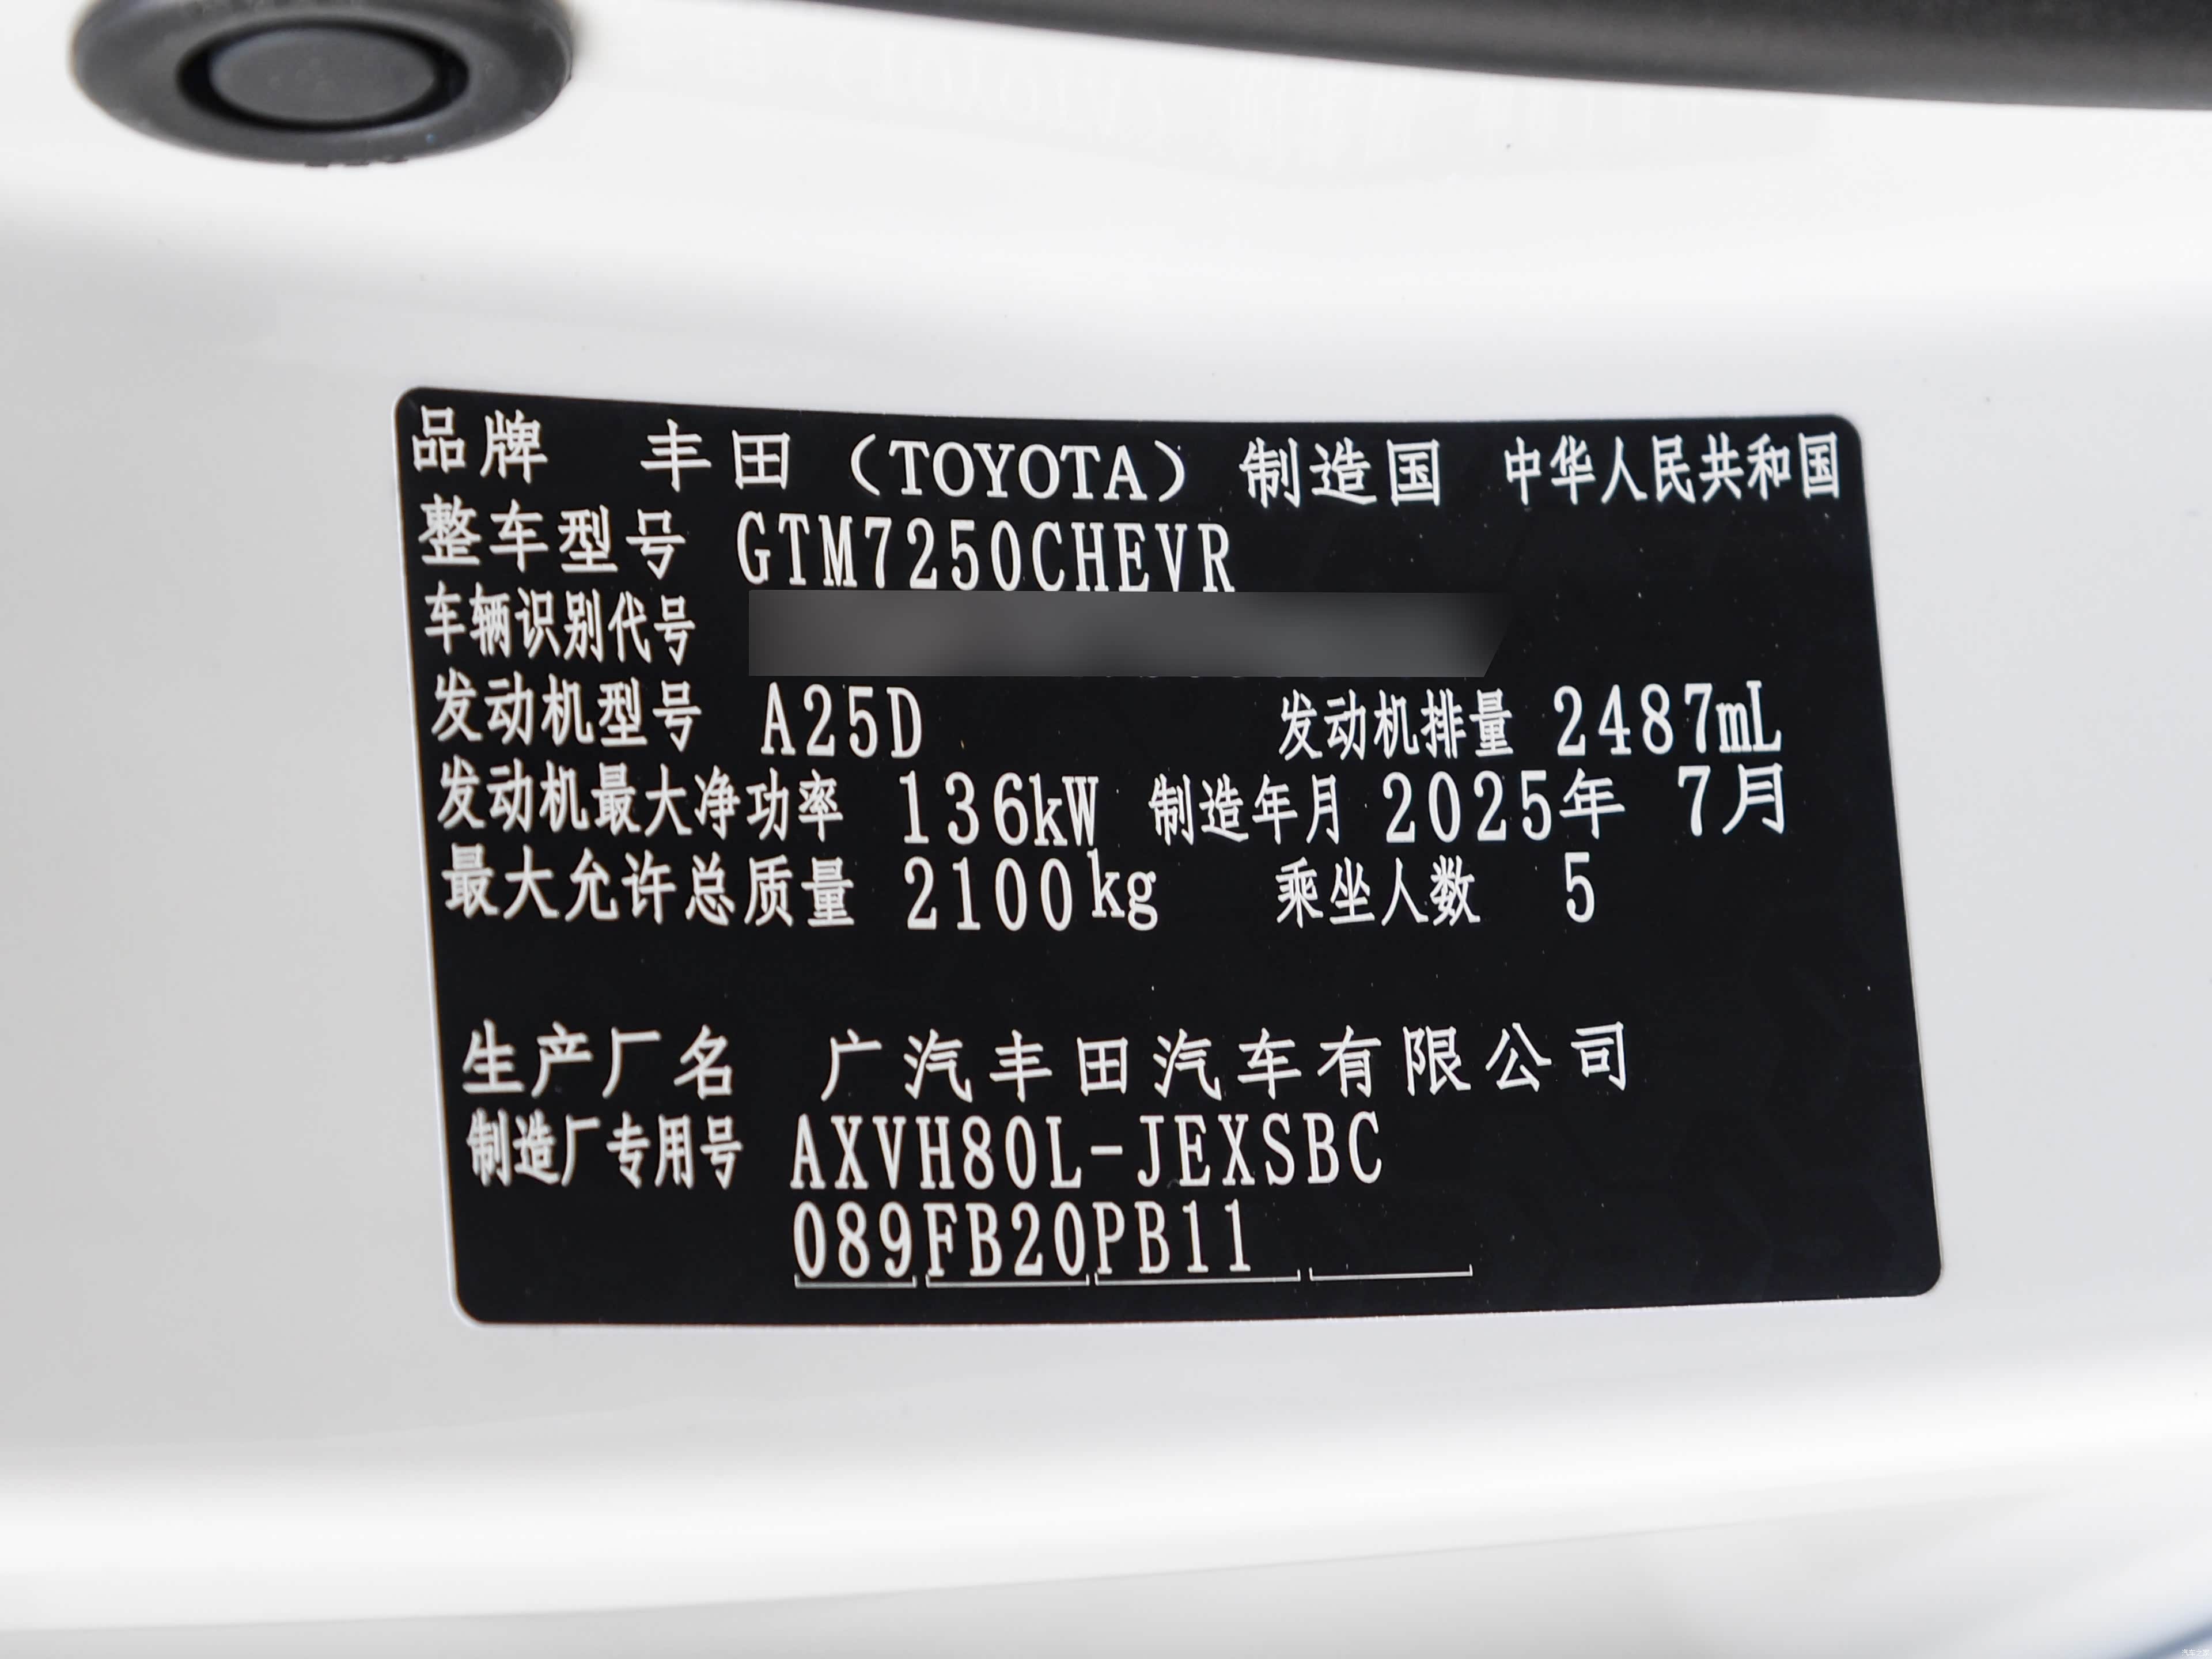 品牌 丰田（TOYOTA）制造国 中华人民共和国
整车型号 GTM7250CHEVR
车辆识别代号
发动机型号 A25D 发动机排量 2487mL
发动机最大净功率 136kW 制造年月 2025年 7月
最大允许总质量 2100kg 乘坐人数 5
生产厂名 广汽丰田汽车有限公司
制造厂专用号 AXVH80L-JEXSBC
089FB20PB11